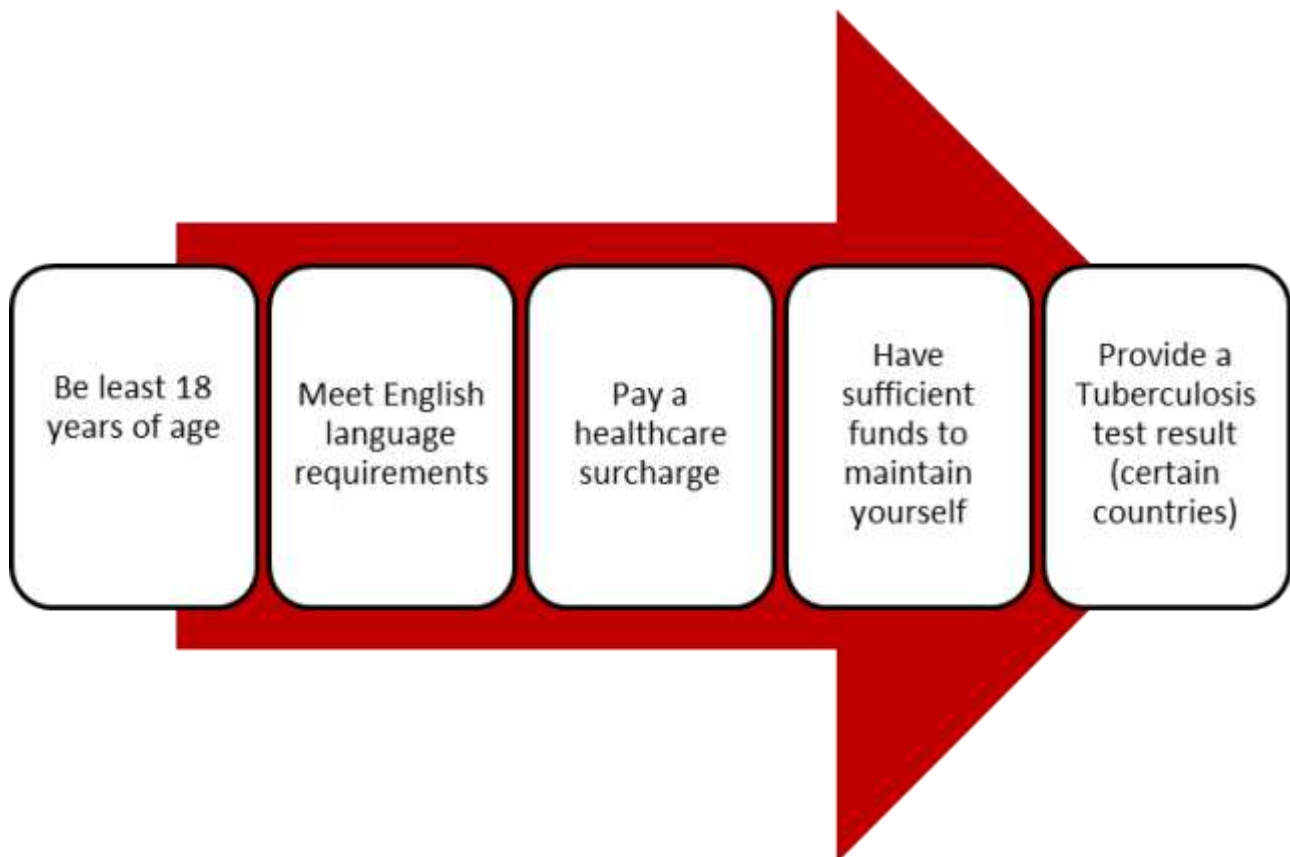 Be least 18
years of age
Meet English
language
requirements
Pay a
healthcare
surcharge
Have
sufficient
funds to
maintain
yourself
Provide a
Tuberculosis
test result
(certain
countries)